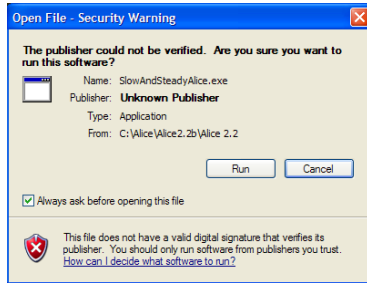 Open File - Security Warning
The publisher could not be verified. Are you sure you want to
run this software?
Name: SlowAndSteadyAlice.exe
Publisher: Unknown Publisher
Type: Application
From: C:\Alice\Alice2.2b\Alice 2.2
Run Cancel
Always ask before opening this file
This file does not have a valid digital signature that verifies its
publisher. You should only run software from publishers you trust.
How can I decide what software to run?